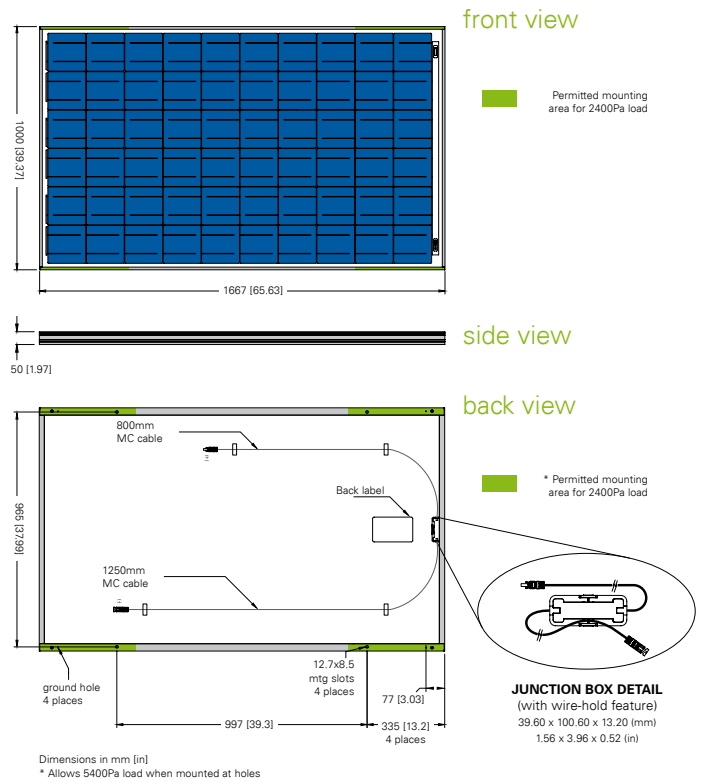 front view
Permitted mounting
area for 2400Pa load
1000 [39.37]
1667 [65.63]
side view
50 [1.97]
back view
800mm
MC cable
* Permitted mounting
area for 2400Pa load
Back label
965 [37.99]
1250mm
MC cable
12.7x8.5
mtg slots
4 places
ground hole
4 places
77 [3.03]
997 [39.3]
335 [13.2]
4 places
JUNCTION BOX DETAIL
(with wire-hold feature)
39.60 x 100.60 x 13.20 (mm)
1.56 x 3.96 x 0.52 (in)
Dimensions in mm [in]
* Allows 5400Pa load when mounted at holes